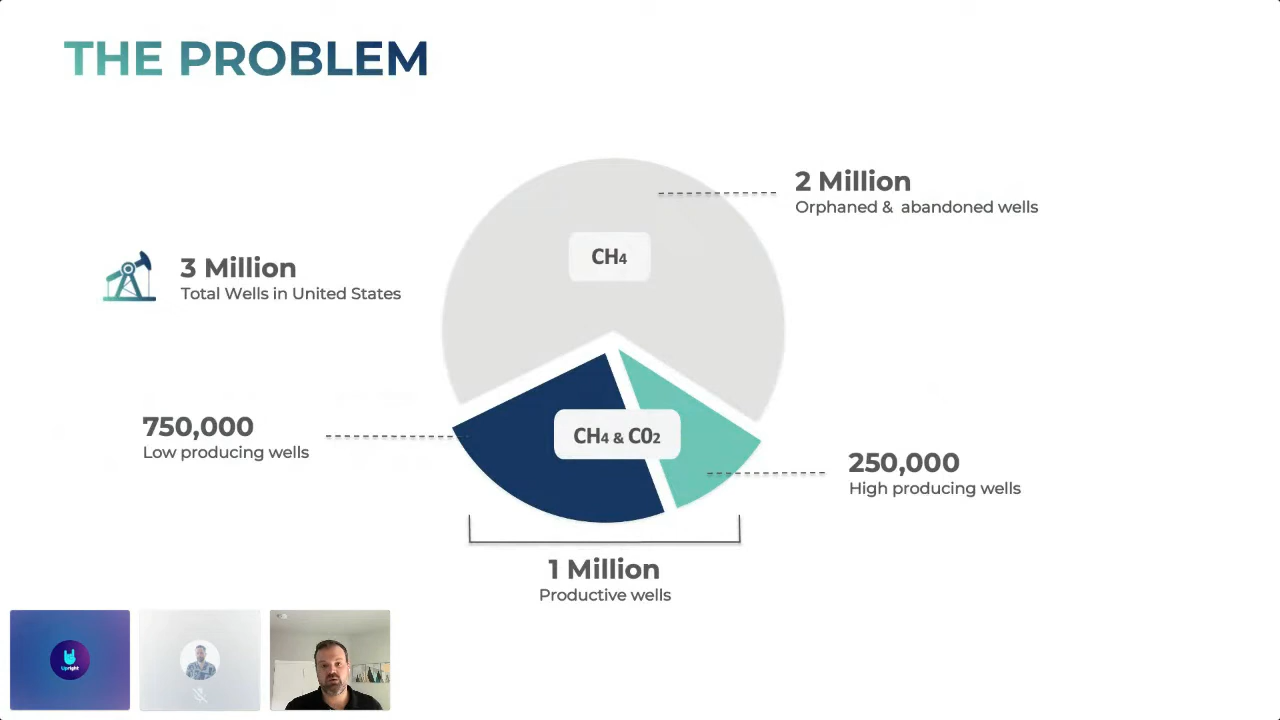 THE PROBLEM
2 Million
Orphaned & abandoned wells
CH4
3 Million
Total Wells in United States
750,000
Low producing wells
CH4 & C02
250,000
High producing wells
1 Million
Productive wells
Upright